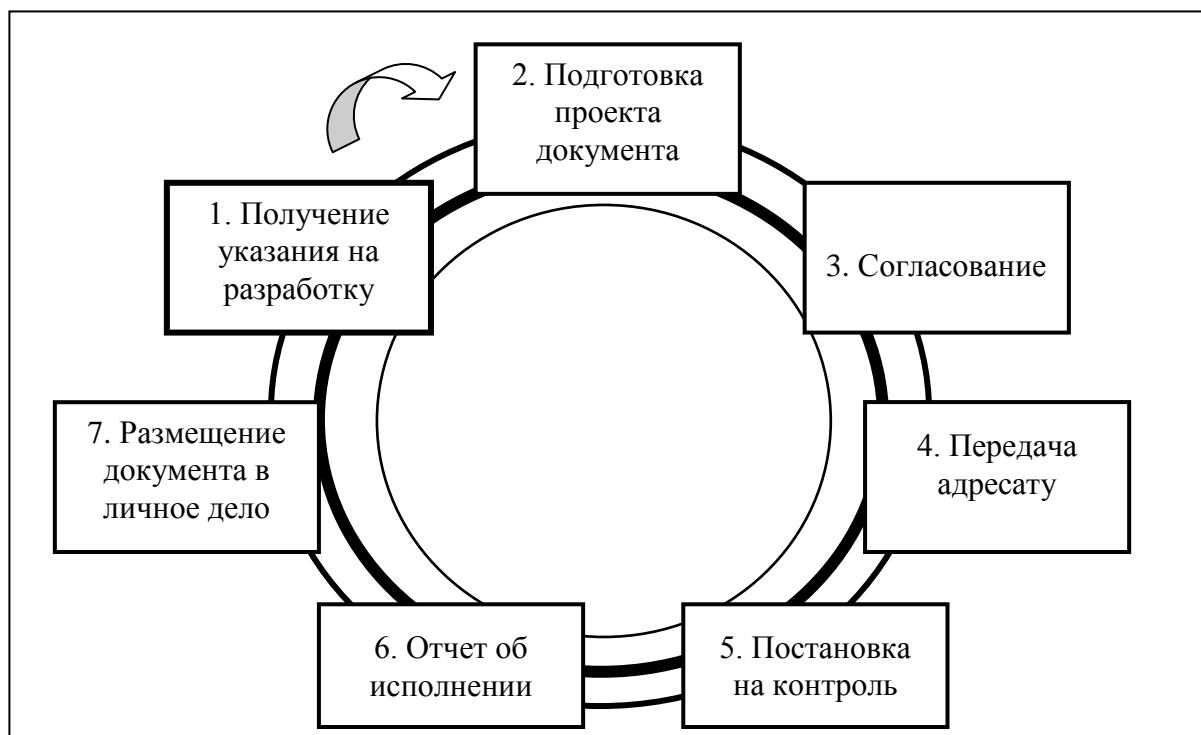 1. Получение
указания на
разработку
2. Подготовка
проекта
документа
3. Согласование
4. Передача
адресату
5. Постановка
на контроль
6. Отчет об
исполнении
7. Размещение
документа в
личное дело